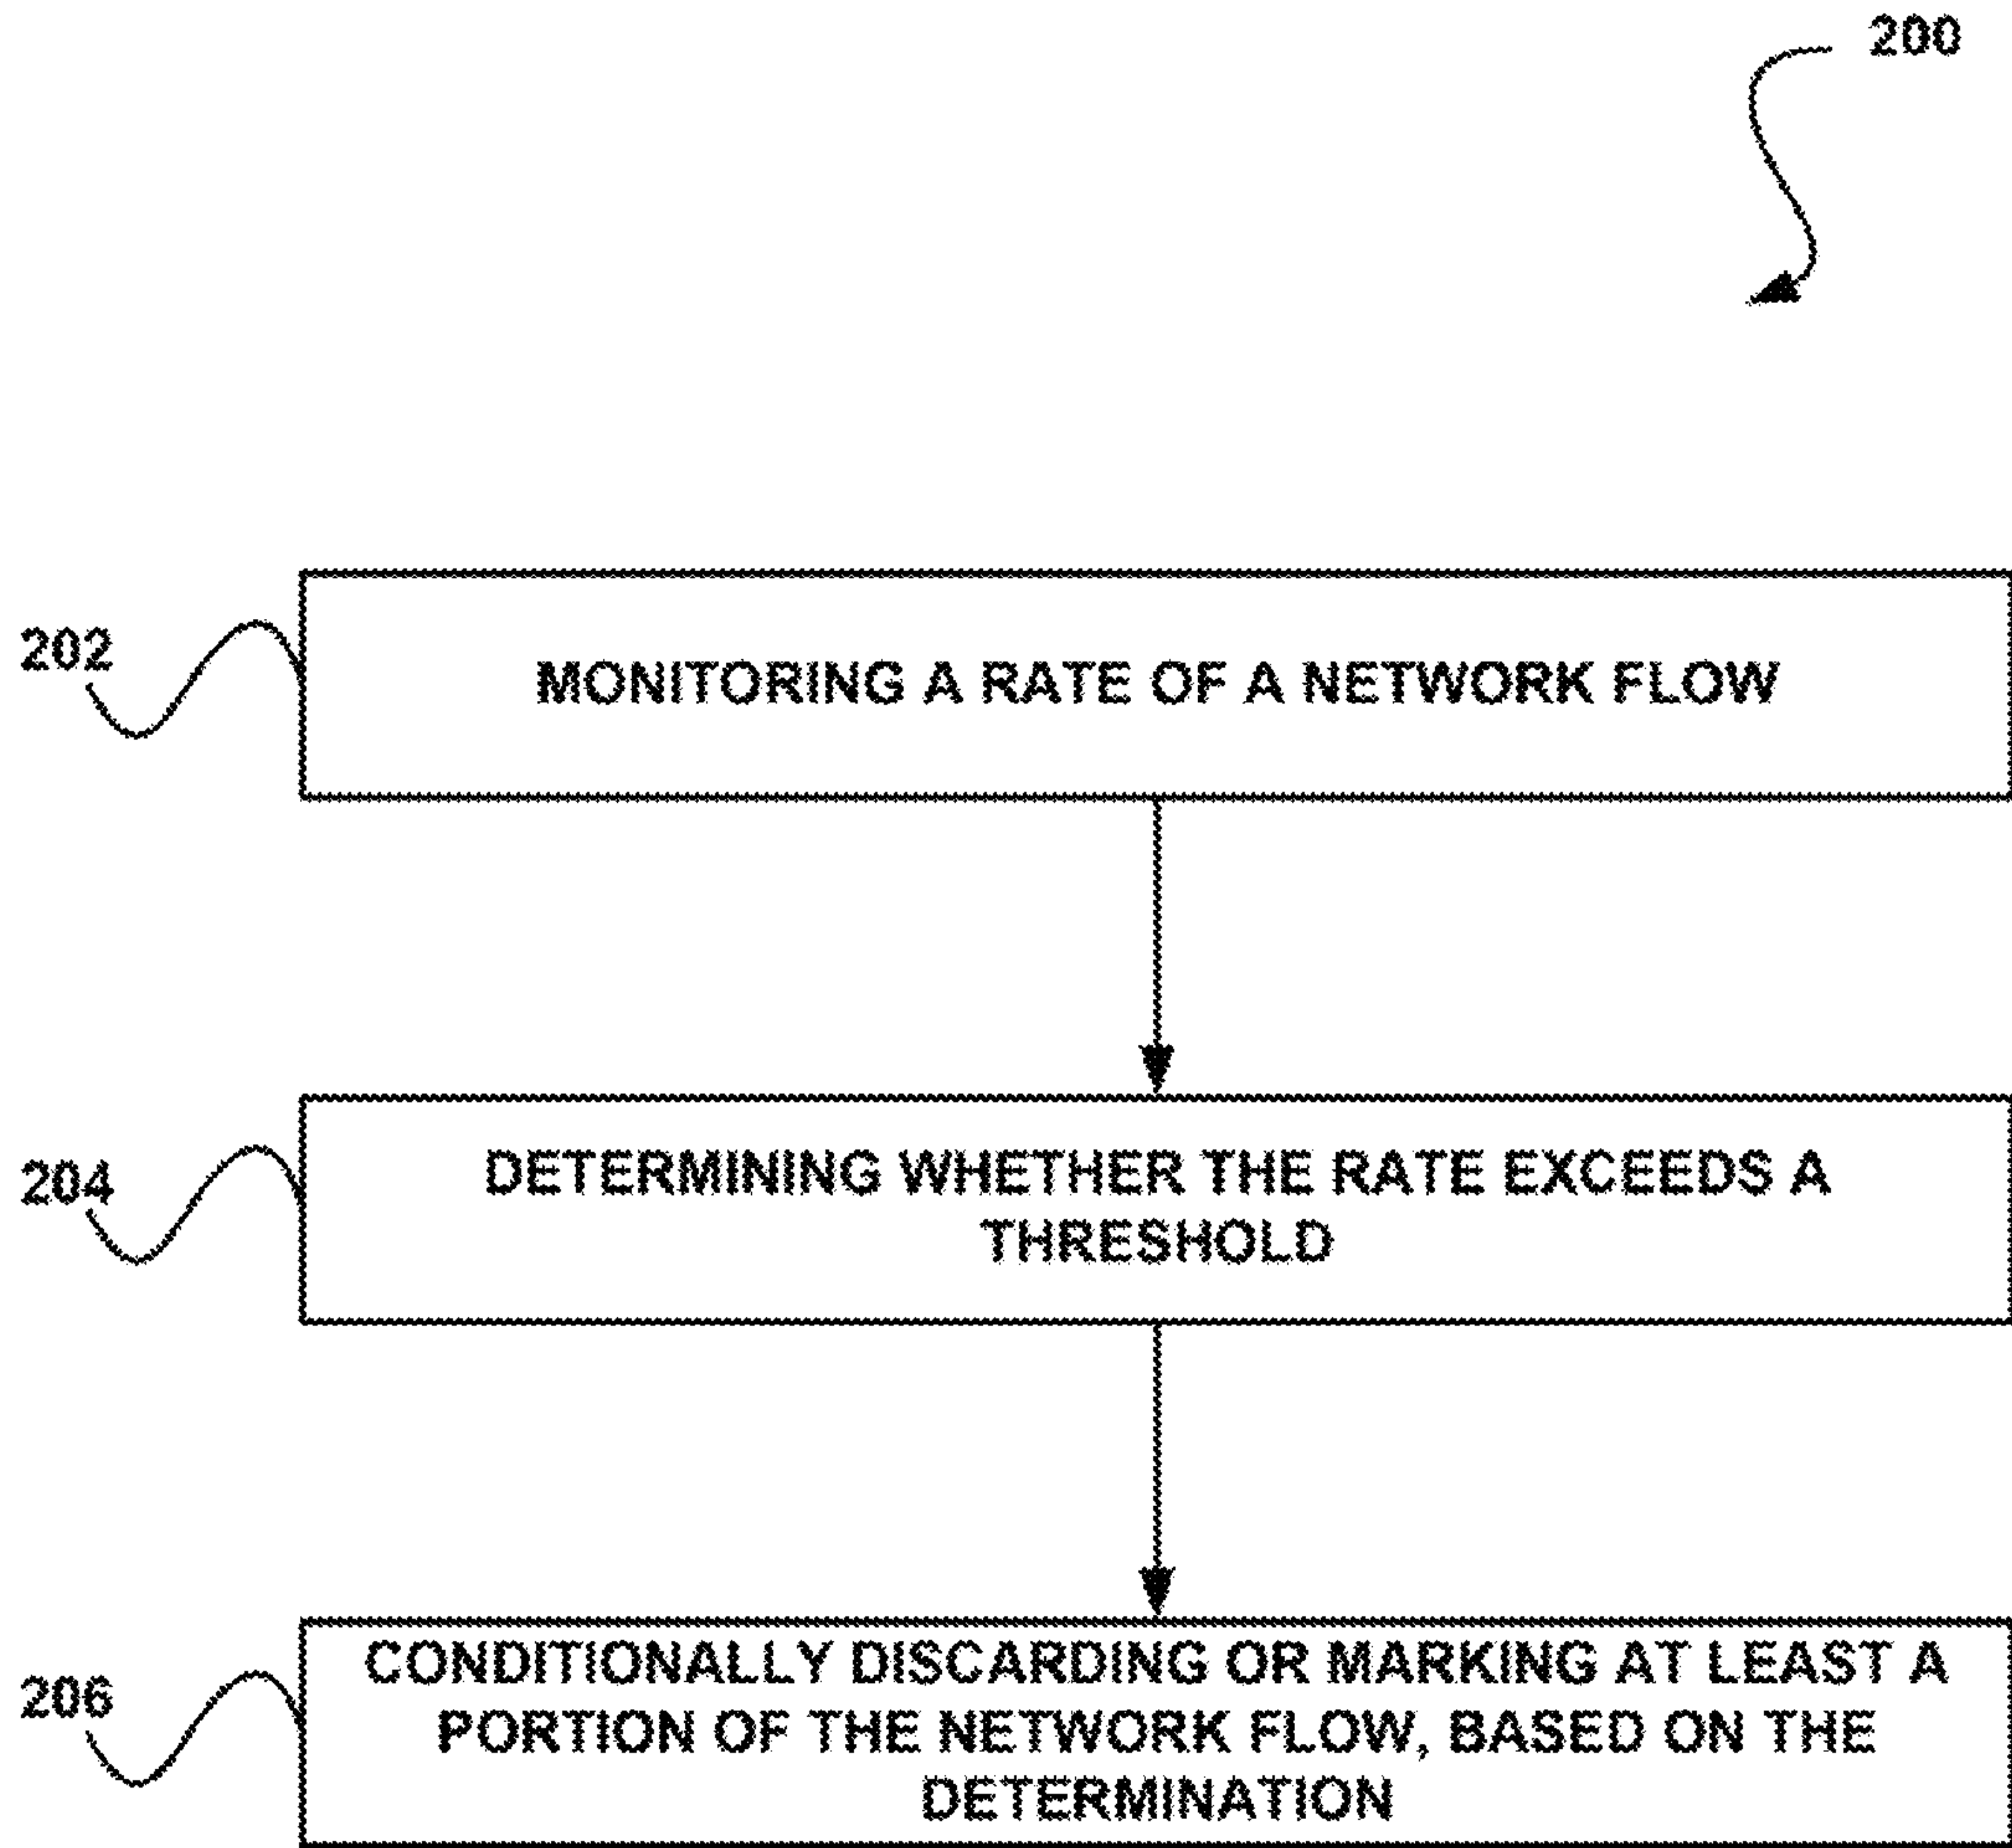 200
202
MONITORING A RATE OF A NETWORK FLOW
204
DETERMINING WHETHER THE RATE EXCEEDS A
THRESHOLD
206
CONDITIONALLY DISCARDING OR MARKING AT LEAST A
PORTION OF THE NETWORK FLOW, BASED ON THE
DETERMINATION